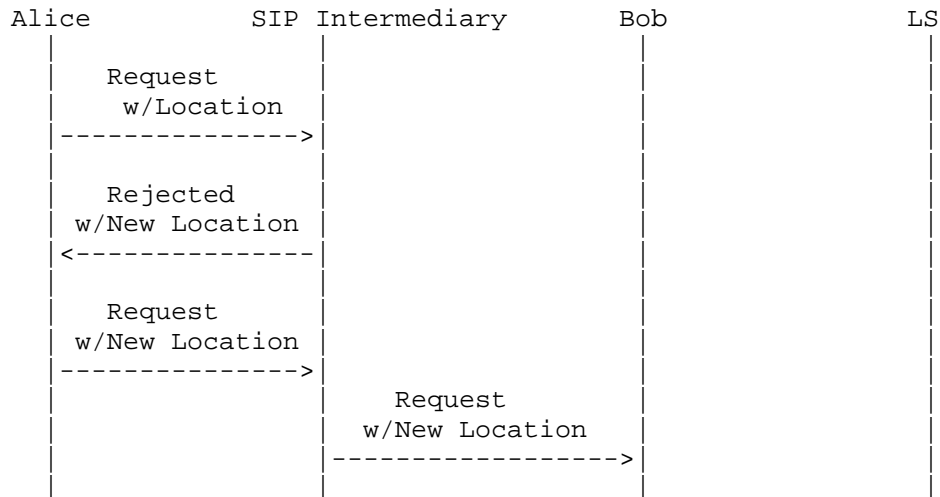 Alice SIP Intermediary Bob LS
Request
w/Location
Rejected
w/New Location
Request
w/New Location
Request
w/New Location